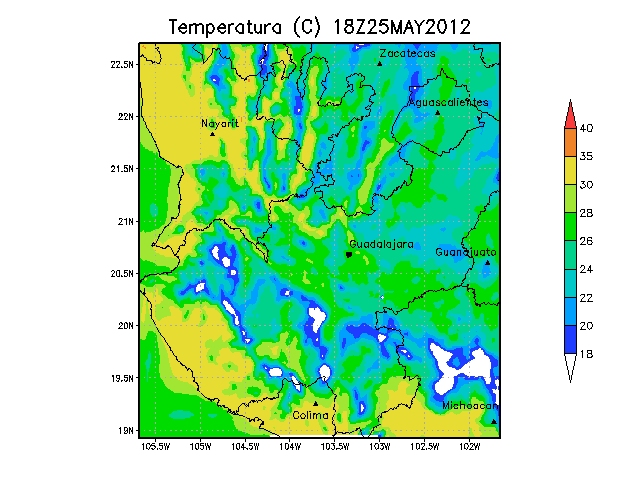 Temperatura (C) 18Z25MAY2012
Zacatecas
22.5N
Aguascalientes
22N
Nayarit
21.5N
21N
Guadalajara
Guanajuato
20.5N
20N
19.5N
Michoacan
Colima
19N
105.5W 105W 104.5W 104W 103.5W 103W 102.5W 102W
40
35
30
28
26
24
22
20
18